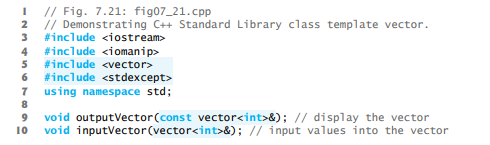 1 // Fig. 7.21: fig07_21.cpp
2 // Demonstrating C++ Standard Library class template vector.
3 #include <iostream>
4 #include <iomanip>
5 #include <vector>
6 #include <stdexcept>
7 using namespace std;
8
9 void outputVector(const vector<int>&); // display the vector
10 void inputVector(vector<int>&); // input values into the vector